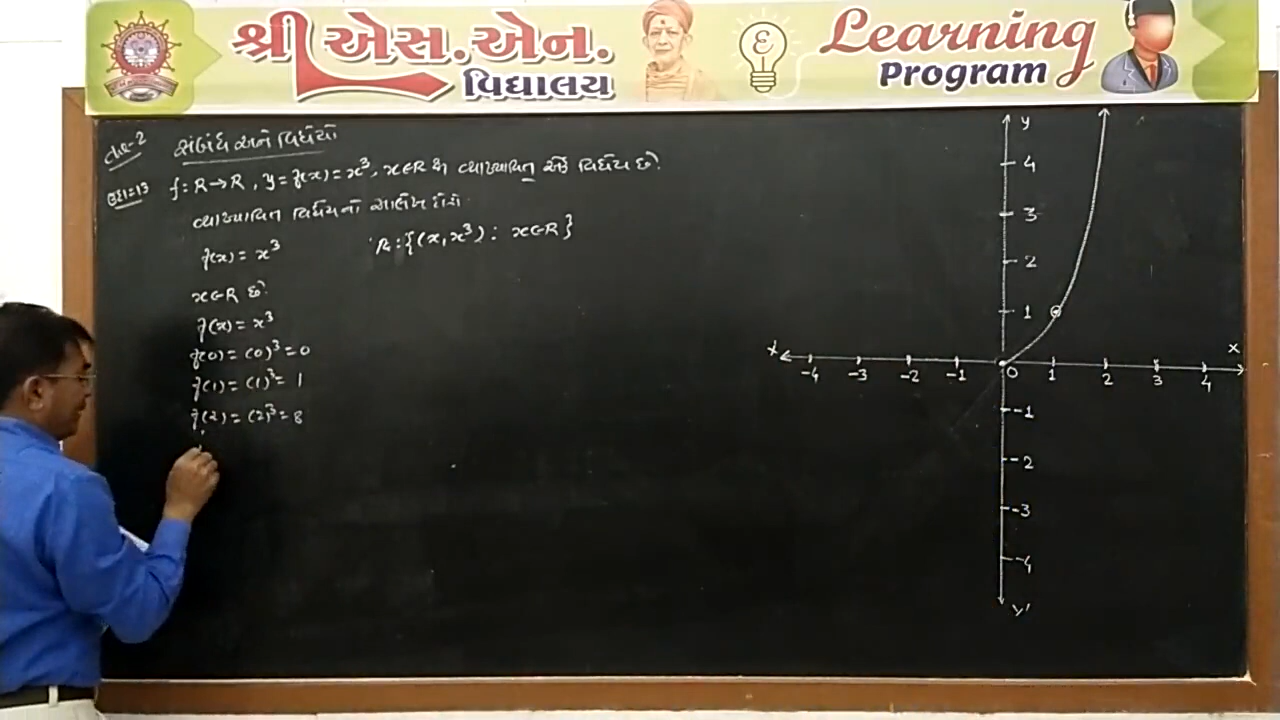 શ્રી એસ.એન.
વિદ્યાલય
Learning
Program
સંબંધ અને વિધેયો
ઉદા=13 f: R→R, y = f(x) = x³, x∈R એ વ્યાખ્યાયિત એક વિધેય છે.
વ્યાખ્યાયિત વિધેયનો આલેખ દોરો.
f(x) = x³
R: {(x, x³) : x∈R}
x∈R છે.
f(x) = x³
f(0) = (0)³ = 0
f(1) = (1)³ = 1
f(2) = (2)³ = 8
y
4
3
2
1
x' -4 -3 -2 -1 0 1 2 3 4 x
-1
-2
-3
-4
y'